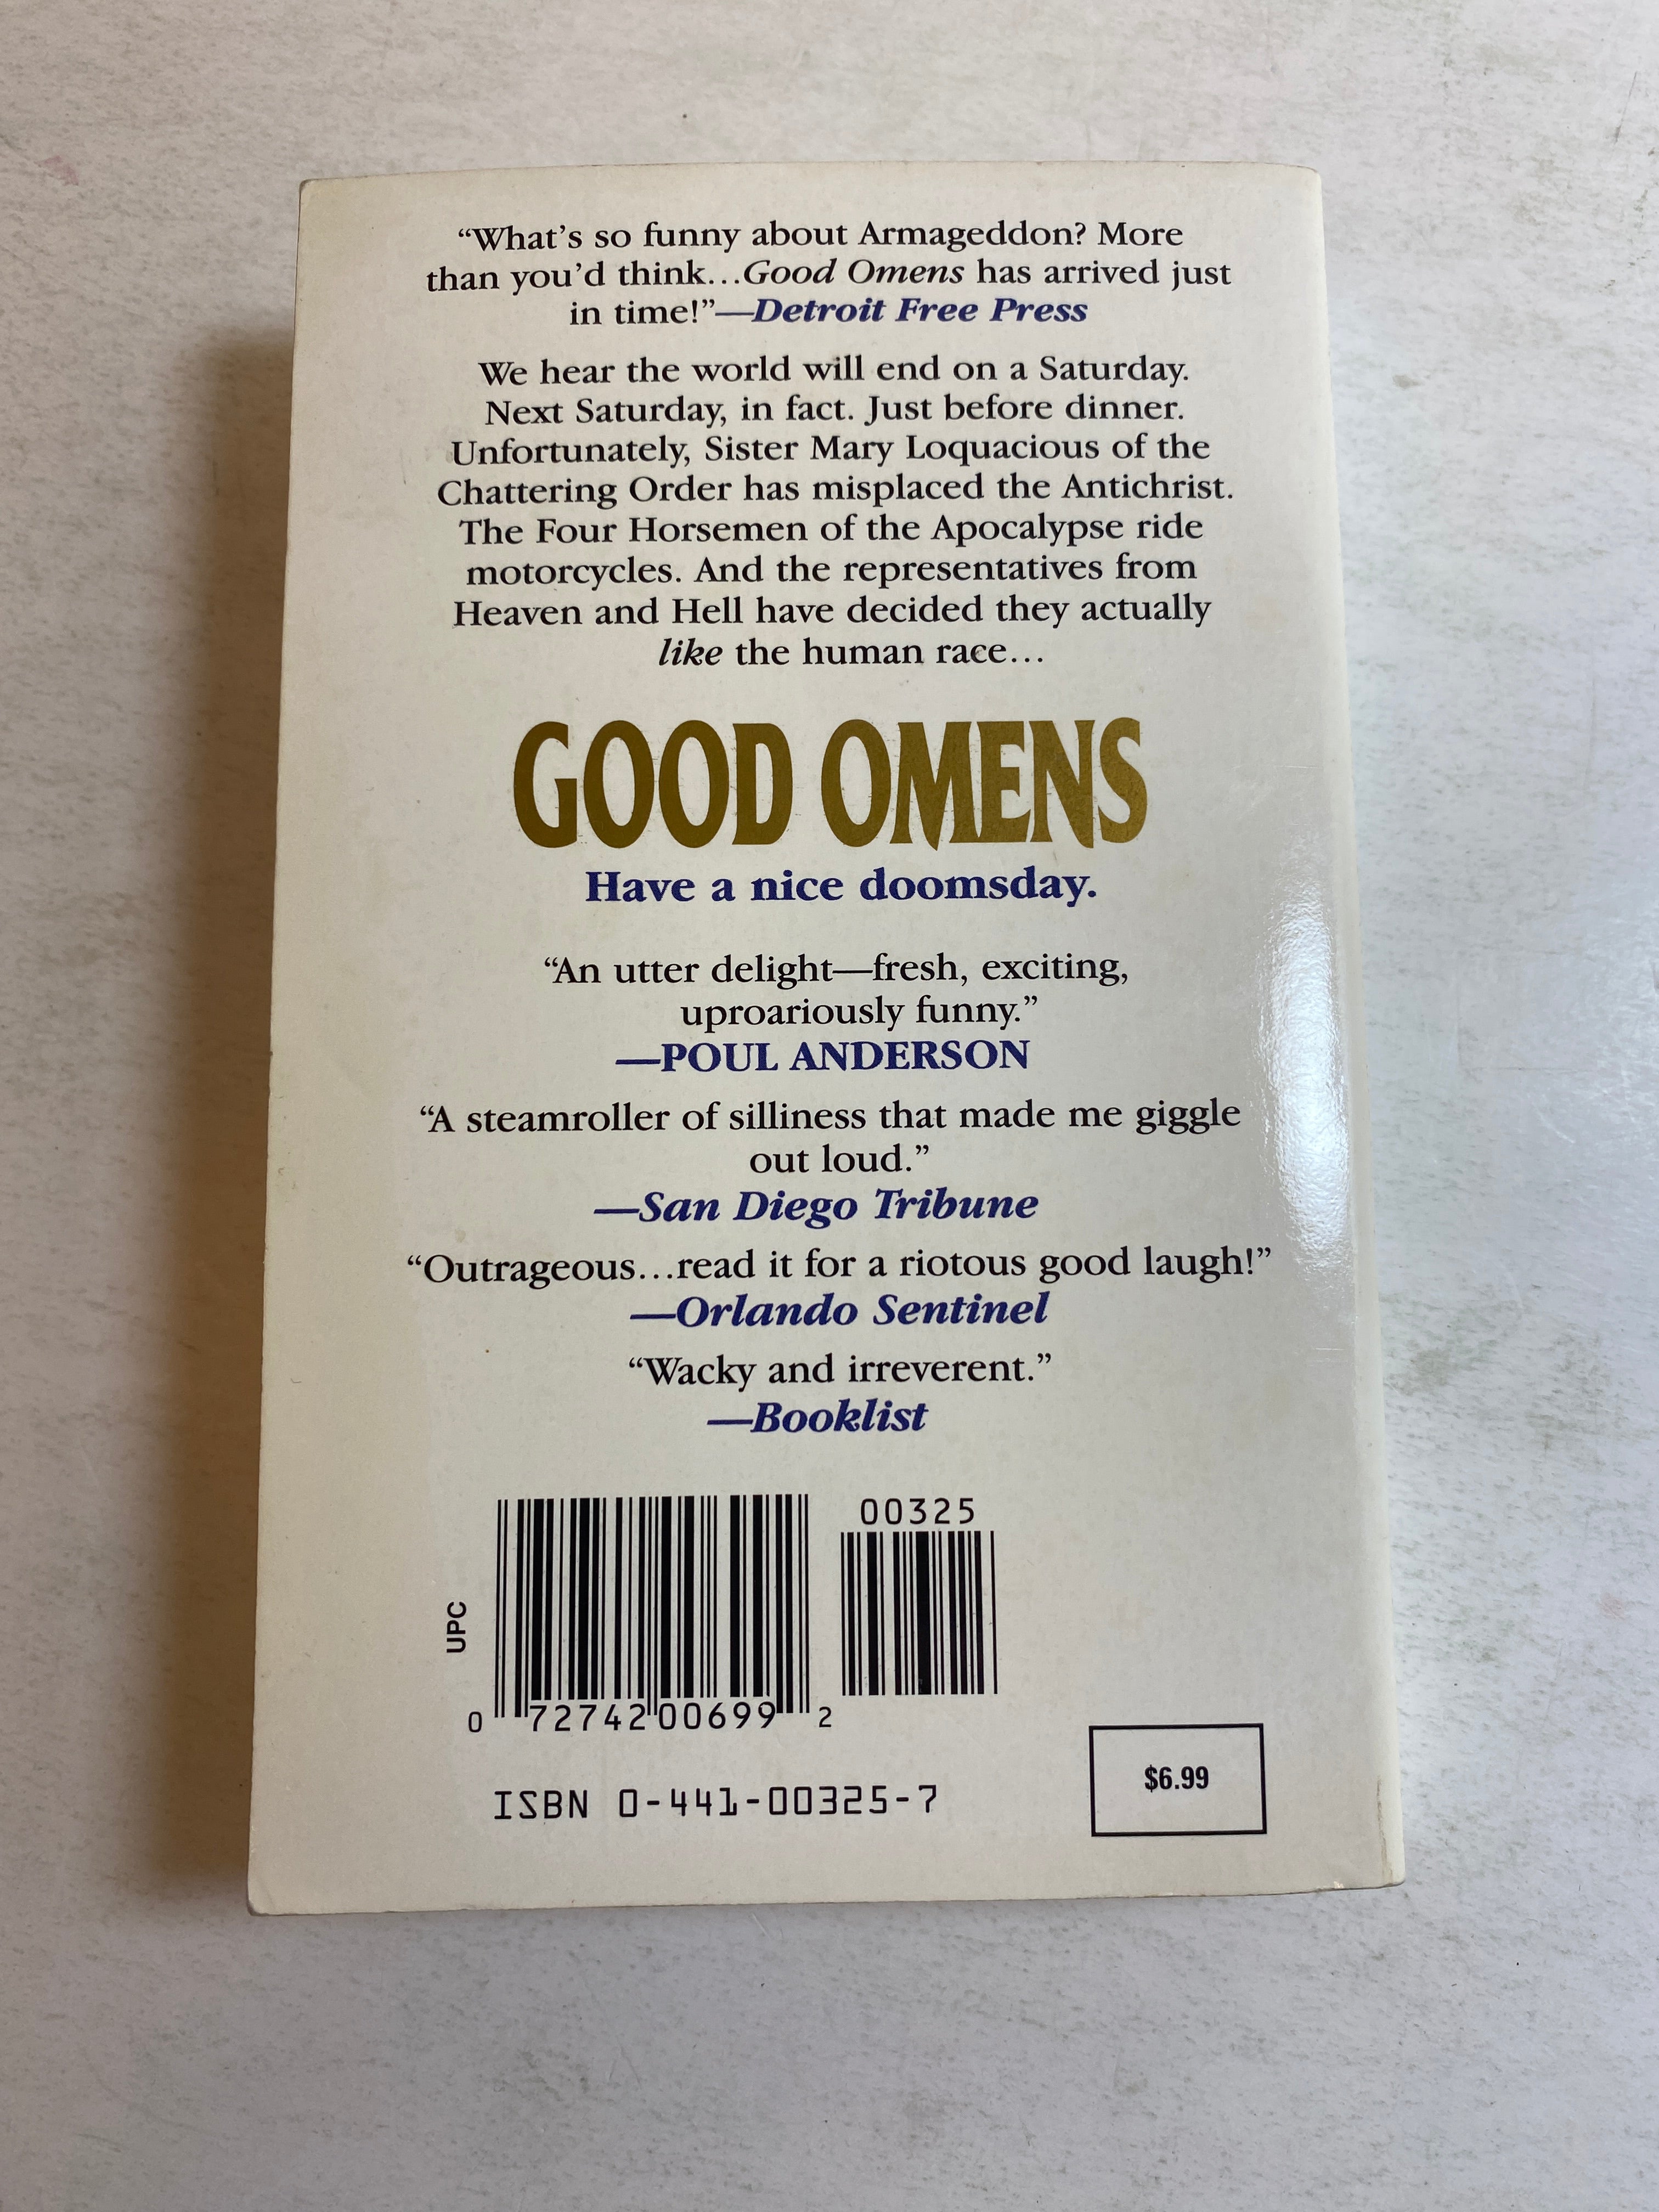 “What’s so funny about Armageddon? More
than you’d think…Good Omens has arrived just
in time!”—Detroit Free Press
We hear the world will end on a Saturday.
Next Saturday, in fact. Just before dinner.
Unfortunately, Sister Mary Loquacious of the
Chattering Order has misplaced the Antichrist.
The Four Horsemen of the Apocalypse ride
motorcycles. And the representatives from
Heaven and Hell have decided they actually
like the human race…
GOOD OMENS
Have a nice doomsday.
“An utter delight—fresh, exciting,
uproariously funny.”
—POUL ANDERSON
“A steamroller of silliness that made me giggle
out loud.”
—San Diego Tribune
“Outrageous…read it for a riotous good laugh!”
—Orlando Sentinel
“Wacky and irreverent.”
—Booklist
00325
UPC
0 72742 00699 2
$6.99
ISBN 0-441-00325-7